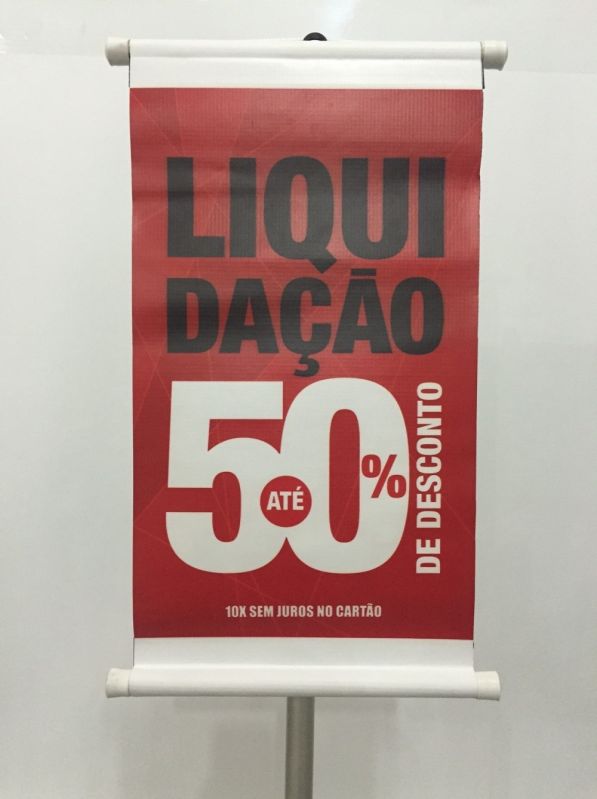 LIQUI
DAÇÃO
ATÉ
50%
DE DESCONTO
10X SEM JUROS NO CARTÃO